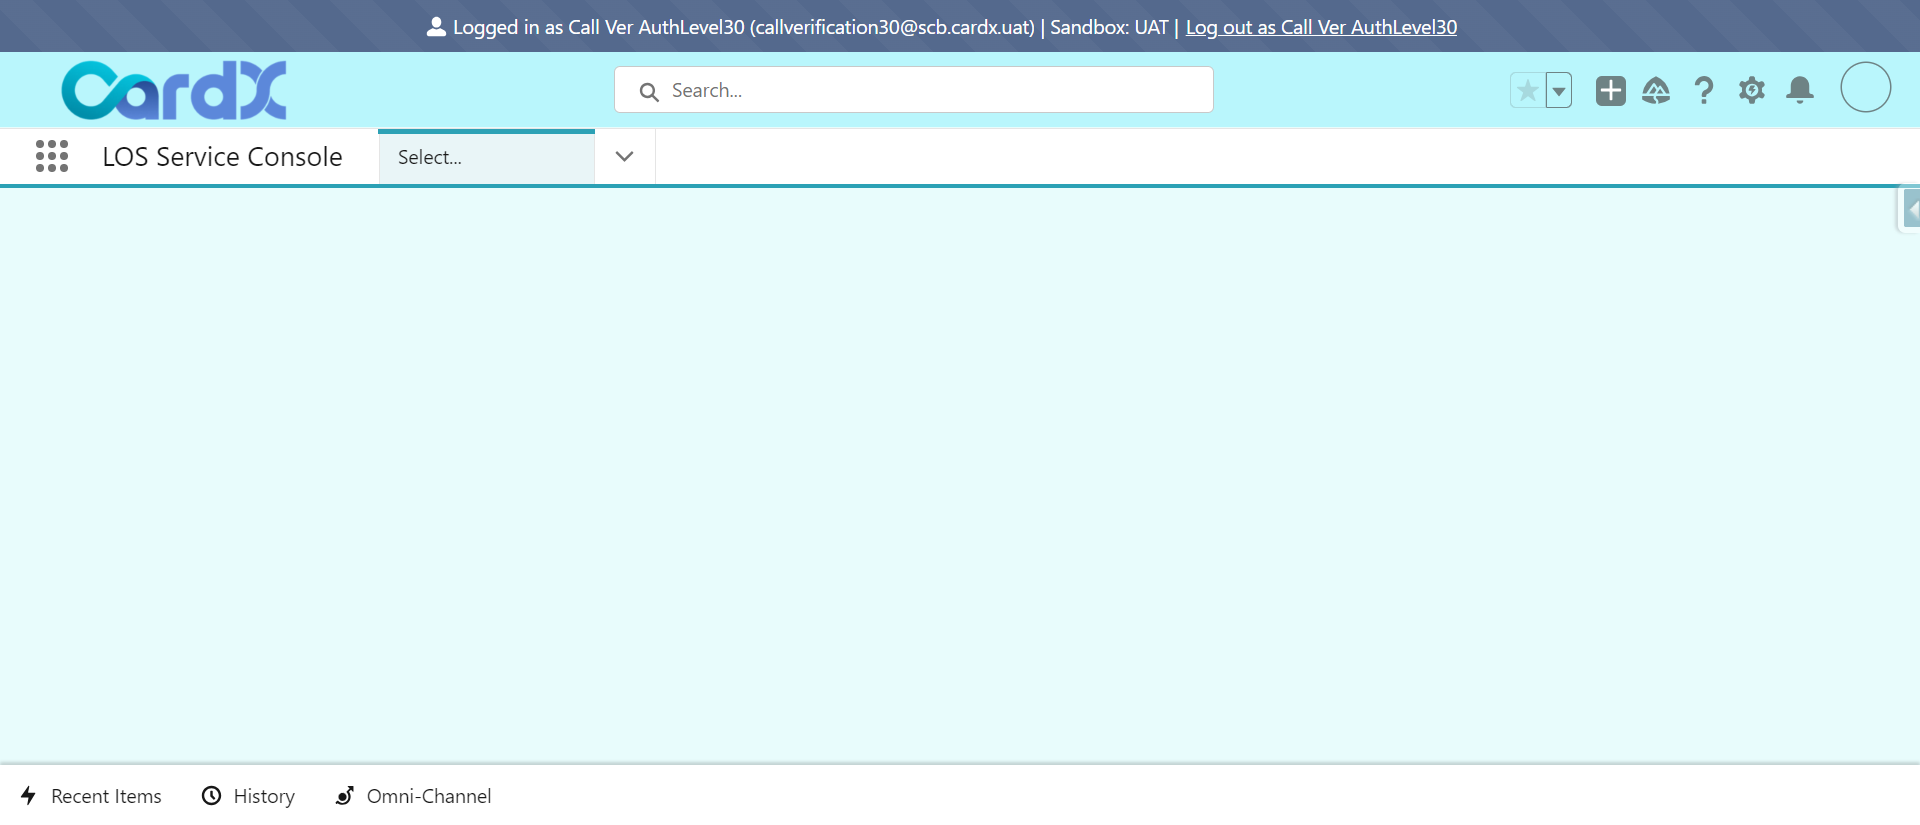 Logged in as Call Ver AuthLevel30 (callverification30@scb.cardx.uat) | Sandbox: UAT | Log out as Call Ver AuthLevel30
CardX
Search...
LOS Service Console
Select...
Recent Items
History
Omni-Channel